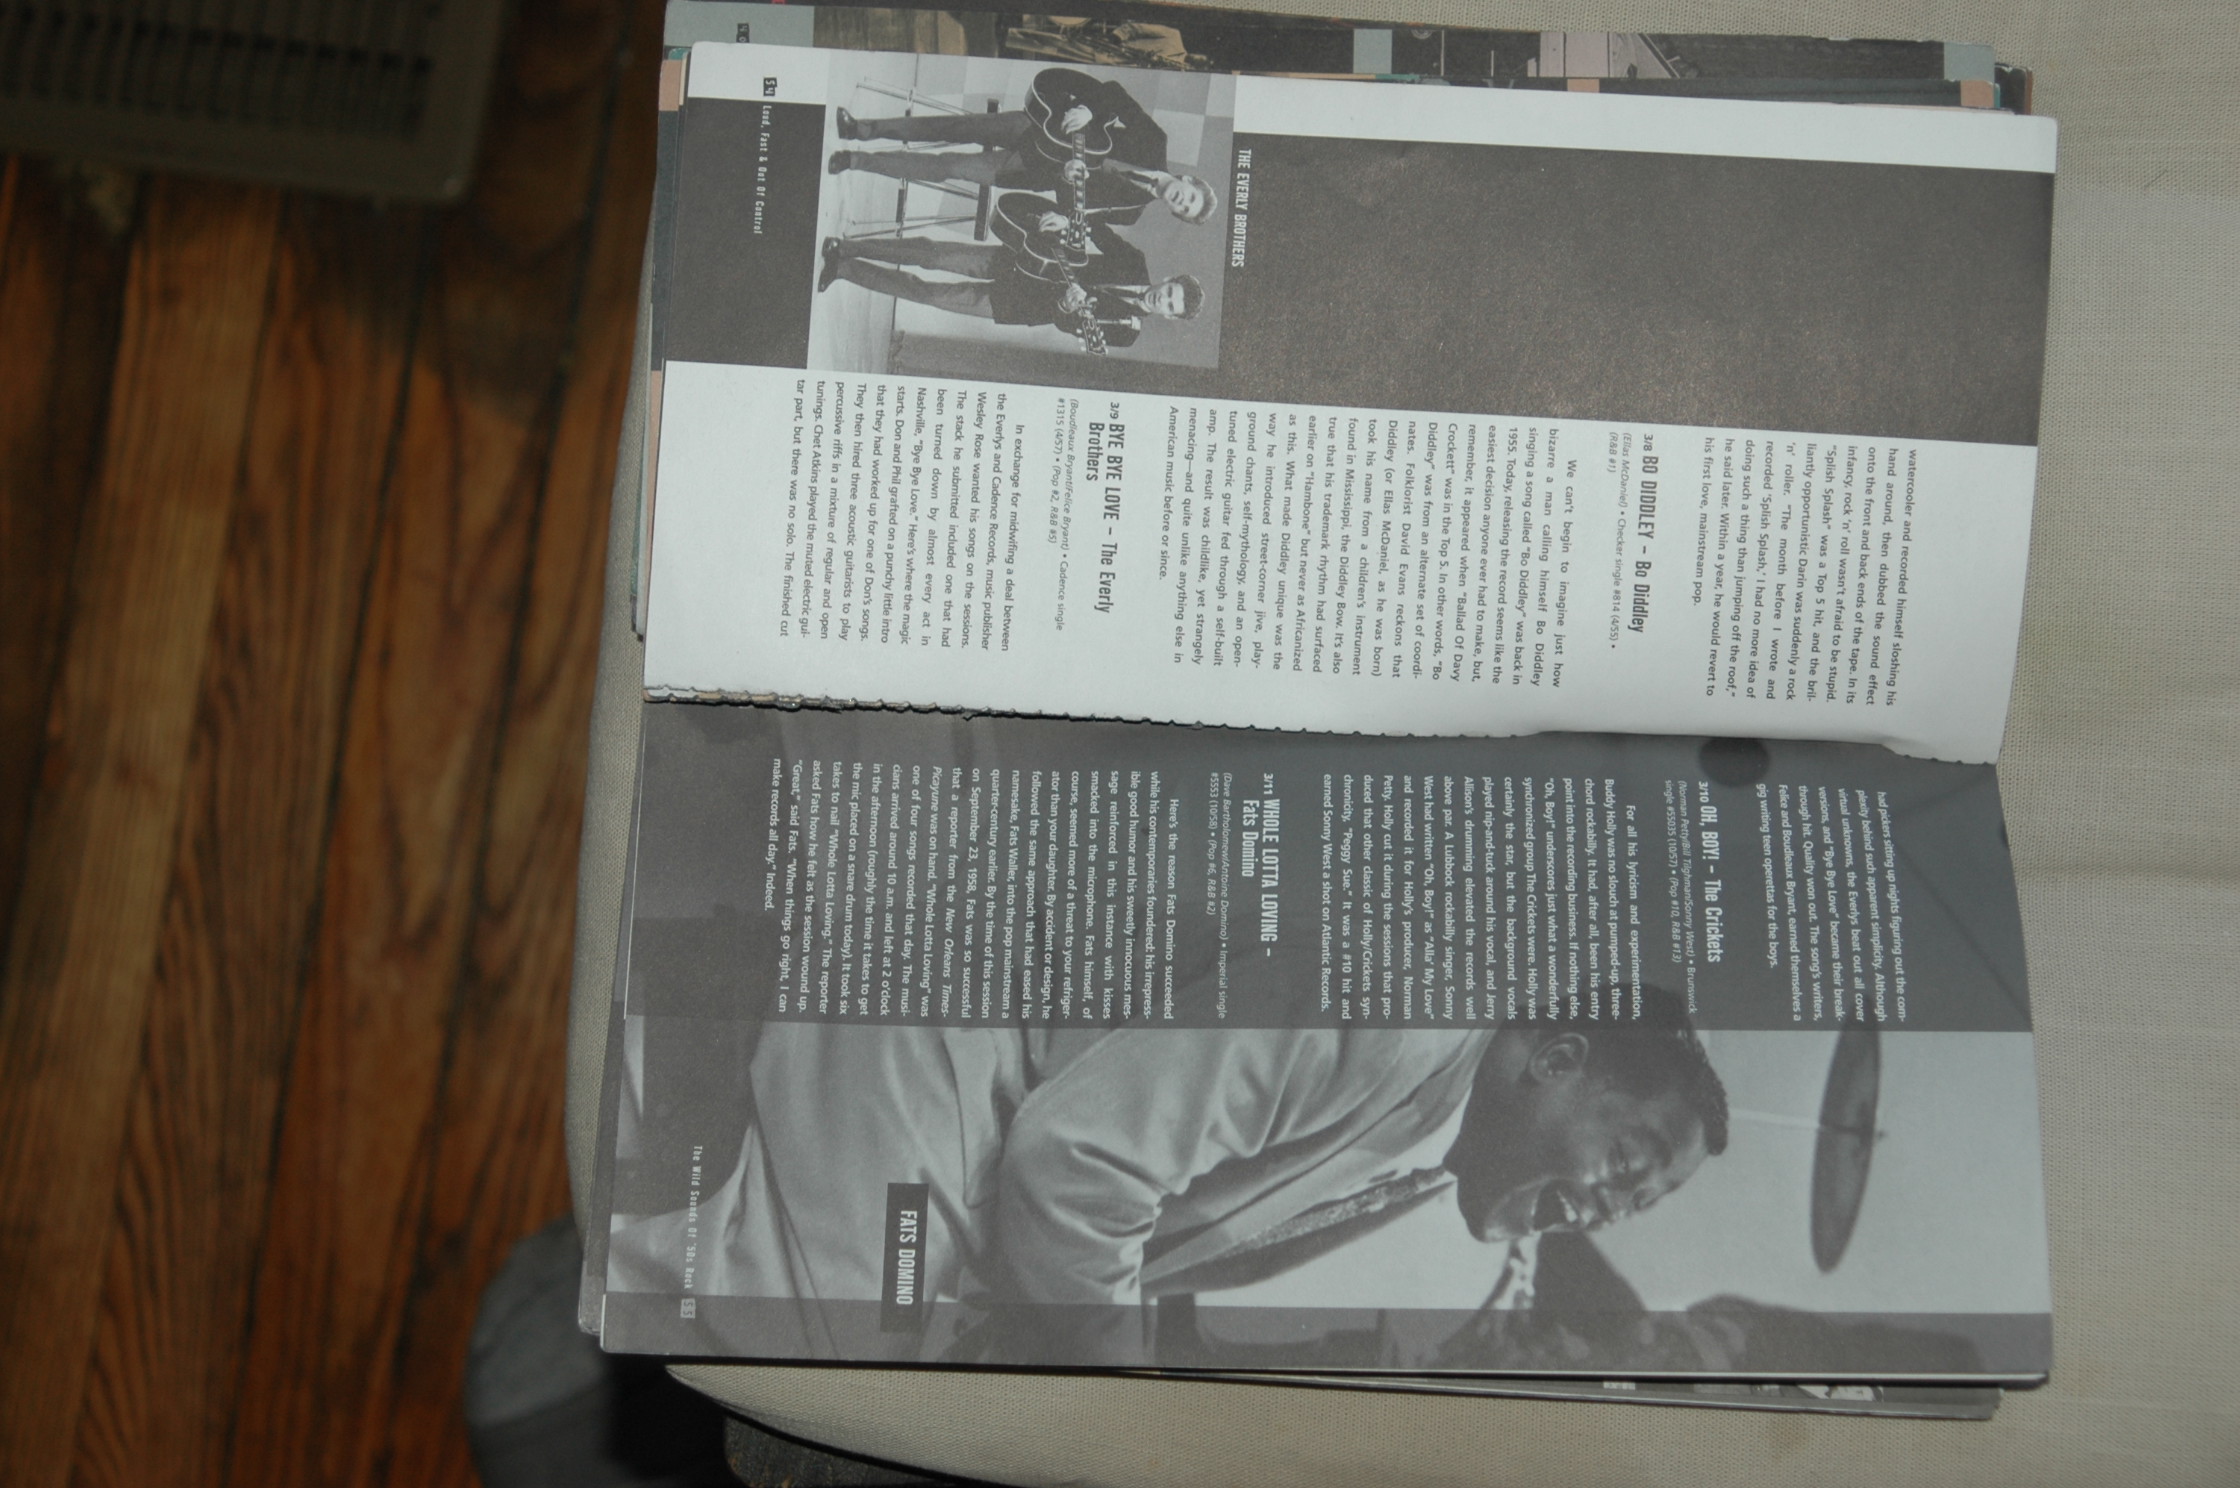 watercooler and recorded himself sloshing his
hand around, then dubbed the sound effect
onto the front and back ends of the tape. In its
infancy, rock 'n' roll wasn't afraid to be stupid.
"Splish Splash" was a Top 5 hit, and the bril-
liantly opportunistic Darin was suddenly a rock
'n' roller. "The month before I wrote and
recorded 'Splish Splash,' I had no more idea of
doing such a thing than jumping off the roof,"
he said later. Within a year, he would revert to
his first love, mainstream pop.
3/8 BO DIDDLEY – Bo Diddley
(Ellas McDaniel) • Checker single #814 (4/55) •
(R&B #1)
We can't begin to imagine just how
bizarre a man calling himself Bo Diddley
singing a song called "Bo Diddley" was back in
1955. Today, releasing the record seems like the
easiest decision anyone ever had to make, but,
remember, it appeared when "Ballad Of Davy
Crockett" was in the Top 5. In other words, "Bo
Diddley" was from an alternate set of coordi-
nates. Folklorist David Evans reckons that
Diddley (or Ellas McDaniel, as he was born)
took his name from a children's instrument
found in Mississippi, the Diddley Bow. It's also
true that his trademark rhythm had surfaced
earlier on "Hambone" but never as Africanized
as this. What made Diddley unique was the
way he introduced street-corner jive, play-
ground chants, self-mythology, and an open-
tuned electric guitar fed through a self-built
amp. The result was childlike, yet strangely
menacing—and quite unlike anything else in
American music before or since.
3/9 BYE BYE LOVE – The Everly
Brothers
(Boudleaux Bryant/Felice Bryant) • Cadence single
#1315 (4/57) • (Pop #2, R&B #5)
In exchange for midwifing a deal between
the Everlys and Cadence Records, music publisher
Wesley Rose wanted his songs on the sessions.
The stack he submitted included one that had
been turned down by almost every act in
Nashville, "Bye Bye Love." Here's where the magic
starts. Don and Phil grafted on a punchy little intro
that they had worked up for one of Don's songs.
They then hired three acoustic guitarists to play
percussive riffs in a mixture of regular and open
tunings. Chet Atkins played the muted electric gui-
tar part, but there was no solo. The finished cut
THE EVERLY BROTHERS
54 Loud, Fast & Out Of Control
had pickers sitting up nights figuring out the com-
plexity behind such apparent simplicity. Although
virtual unknowns, the Everlys beat out all cover
versions, and "Bye Bye Love" became their break-
through hit. Quality won out. The song's writers,
Felice and Boudleaux Bryant, earned themselves a
gig writing teen operettas for the boys.
3/10 OH, BOY! – The Crickets
(Norman Petty/Bill Tilghman/Sonny West) • Brunswick
single #55035 (10/57) • (Pop #10, R&B #13)
For all his lyricism and experimentation,
Buddy Holly was no slouch at pumped-up, three-
chord rockabilly. It had, after all, been his entry
point into the recording business. If nothing else,
"Oh, Boy!" underscores just what a wonderfully
synchronized group The Crickets were. Holly was
certainly the star, but the background vocals
played nip-and-tuck around his vocal, and Jerry
Allison's drumming elevated the records well
above par. A Lubbock rockabilly singer, Sonny
West had written "Oh, Boy!" as "Alla' My Love"
and recorded it for Holly's producer, Norman
Petty. Holly cut it during the sessions that pro-
duced that other classic of Holly/Crickets syn-
chronicity, "Peggy Sue." It was a #10 hit and
earned Sonny West a shot on Atlantic Records.
3/11 WHOLE LOTTA LOVING –
Fats Domino
(Dave Bartholomew/Antoine Domino) • Imperial single
#5553 (10/58) • (Pop #6, R&B #2)
Here's the reason Fats Domino succeeded
while his contemporaries foundered: his irrepress-
ible good humor and his sweetly innocuous mes-
sage reinforced in this instance with kisses
smacked into the microphone. Fats himself, of
course, seemed more of a threat to your refriger-
ator than your daughter. By accident or design, he
followed the same approach that had eased his
namesake, Fats Waller, into the pop mainstream a
quarter-century earlier. By the time of this session
on September 23, 1958, Fats was so successful
that a reporter from the New Orleans Times-
Picayune was on hand. "Whole Lotta Loving" was
one of four songs recorded that day. The musi-
cians arrived around 10 a.m. and left at 2 o'clock
in the afternoon (roughly the time it takes to get
the mic placed on a snare drum today). It took six
takes to nail "Whole Lotta Loving." The reporter
asked Fats how he felt as the session wound up.
"Great," said Fats. "When things go right, I can
make records all day." Indeed.
FATS DOMINO
The Wild Sounds Of '50s Rock 55